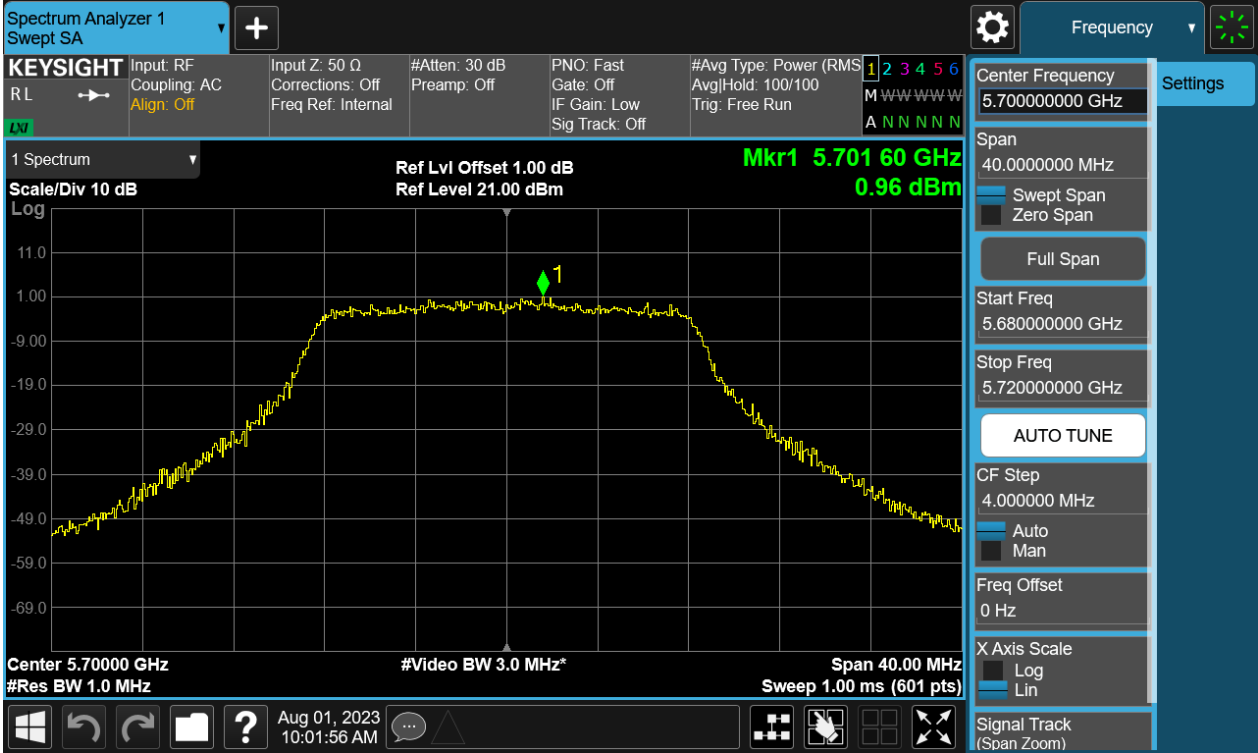 Spectrum Analyzer 1
Swept SA
Frequency
KEYSIGHT
R L
LXI
Input: RF
Coupling: AC
Align: Off
Input Z: 50 Ω
Corrections: Off
Freq Ref: Internal
#Atten: 30 dB
Preamp: Off
PNO: Fast
Gate: Off
IF Gain: Low
Sig Track: Off
#Avg Type: Power (RMS
Avg|Hold: 100/100
Trig: Free Run
1 2 3 4 5 6
M W W W W W
A N N N N N
1 Spectrum
Scale/Div 10 dB
Log
Ref Lvl Offset 1.00 dB
Ref Level 21.00 dBm
Mkr1 5.701 60 GHz
0.96 dBm
11.0
1.00
-9.00
-19.0
-29.0
-39.0
-49.0
-59.0
-69.0
1
Center 5.70000 GHz
#Res BW 1.0 MHz
#Video BW 3.0 MHz*
Span 40.00 MHz
Sweep 1.00 ms (601 pts)
Aug 01, 2023
10:01:56 AM
?
Center Frequency
5.700000000 GHz
Settings
Span
40.0000000 MHz
Swept Span
Zero Span
Full Span
Start Freq
5.680000000 GHz
Stop Freq
5.720000000 GHz
AUTO TUNE
CF Step
4.000000 MHz
Auto
Man
Freq Offset
0 Hz
X Axis Scale
Log
Lin
Signal Track
(Span Zoom)